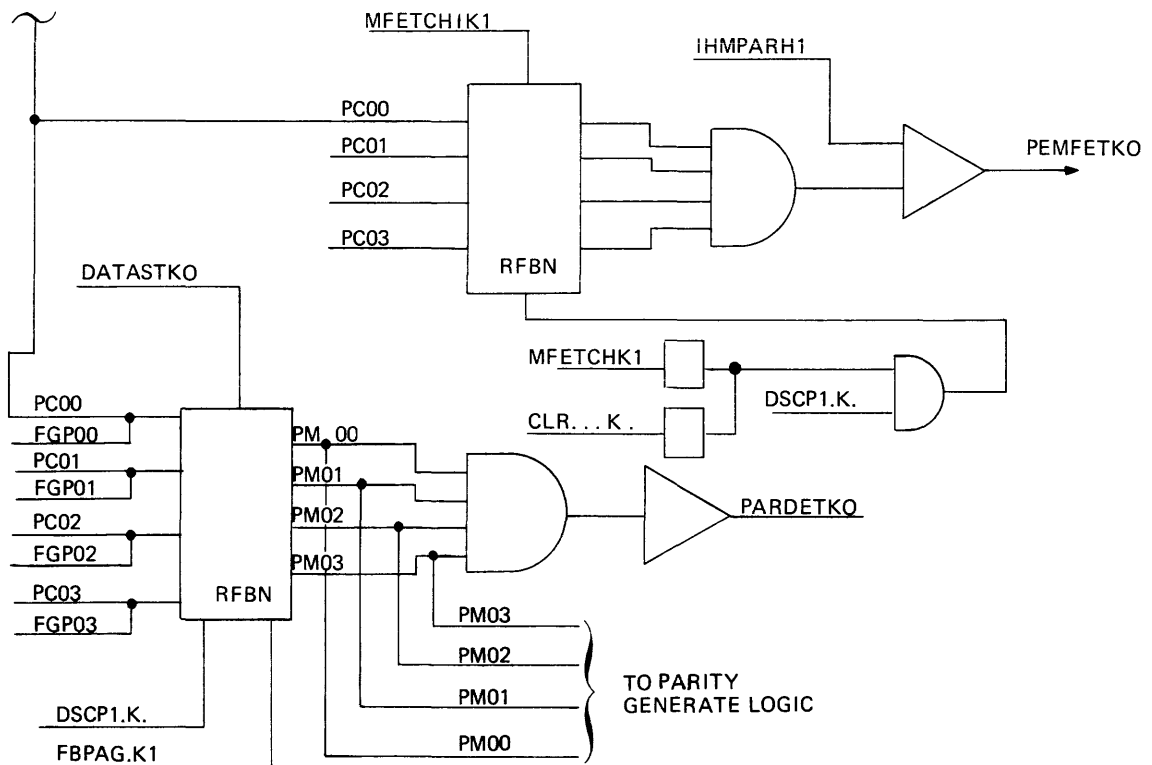 MFETCHIK1
IHMPARH1
PC00
PEMFETKO
PC01
PC02
PC03
RFBN
DATASTKO
MFETCHK1
DSCP1.K.
CLR...K.
PC00
FGP00
PM 00
PC01
FGP01
PM01
PARDETKO
PC02
FGP02
PM02
PC03
FGP03
RFBN
PM03
PM03
PM02
TO PARITY
GENERATE LOGIC
PM01
DSCP1.K.
PM00
FBPAG.K1